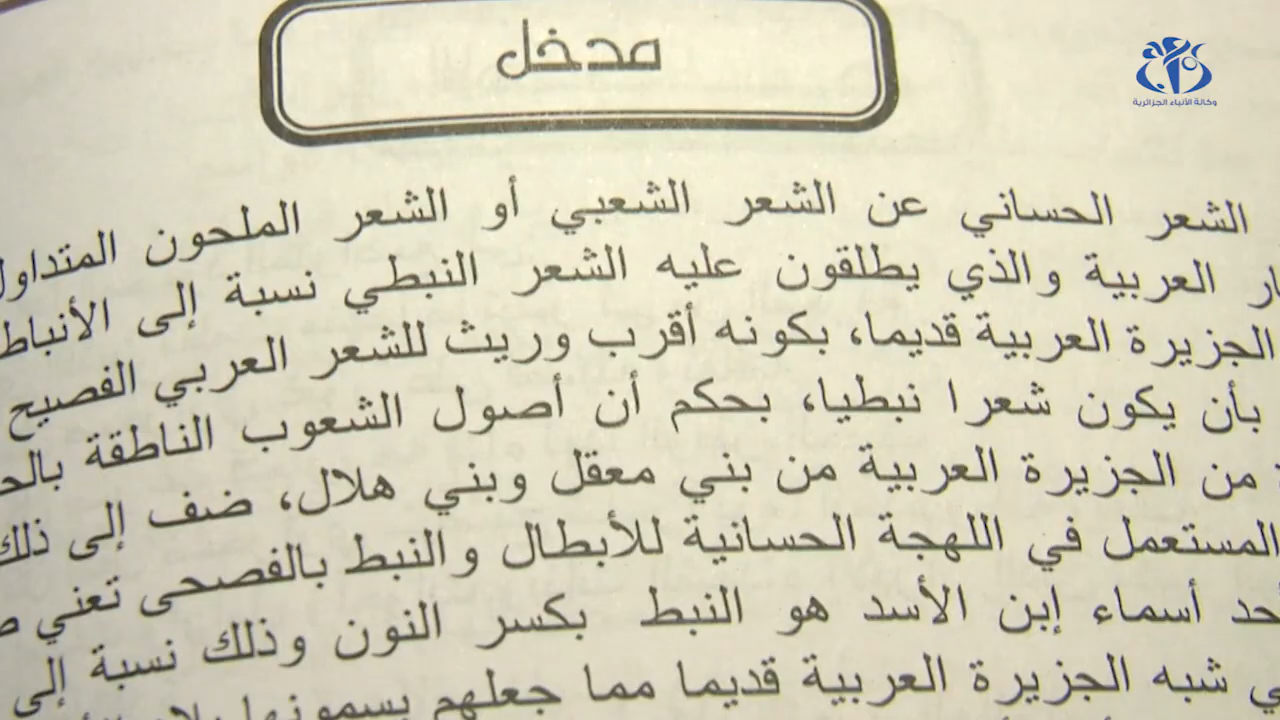 مدخل
وكالة الأنباء الجزائرية
الشعر الحساني عن الشعر الشعبي أو الشعر الملحون المتداول
العربية والذي يطلقون عليه الشعر النبطي نسبة إلى الأنباط
الجزيرة العربية قديما، بكونه أقرب وريث للشعر العربي الفصيح
بأن يكون شعرا نبطيا، بحكم أن أصول الشعوب الناطقة
من الجزيرة العربية من بني معقل وبني هلال، ضف إلى ذلك
المستعمل في اللهجة الحسانية للأبطال والنبط بالفصحى تعني
أسماء إبن الأسد هو النبط بكسر النون وذلك نسبة إلى
شبه الجزيرة العربية قديما مما جعلهم يسمونها